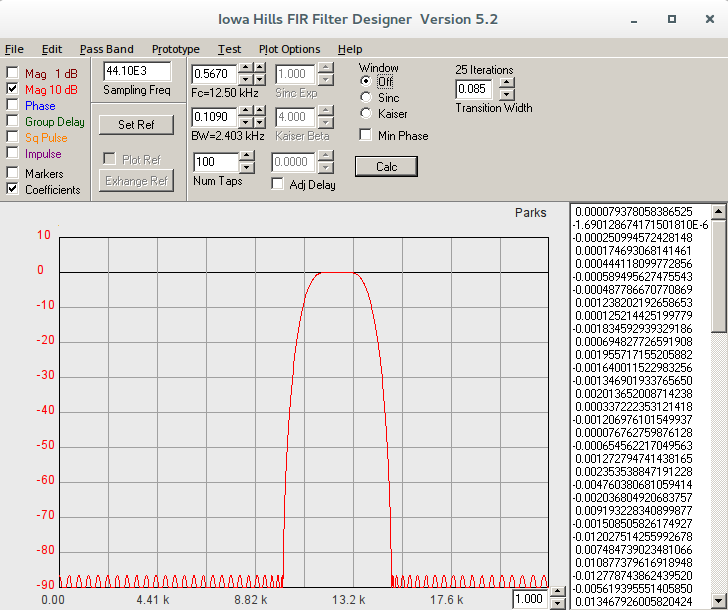 Iowa Hills FIR Filter Designer Version 5.2
File Edit Pass Band Prototype Test Plot Options Help
Mag 1 dB
Mag 10 dB
Phase
Group Delay
Sq Pulse
Impulse
Markers
Coefficients
44.10E3
Sampling Freq
Set Ref
Plot Ref
Exhange Ref
0.5670
Fc=12.50 kHz
0.1090
BW=2.403 kHz
100
Num Taps
1.000
Sinc Exp
4.000
Kaiser Beta
0.0000
Adj Delay
Window
Off
Sinc
Kaiser
Min Phase
Calc
25 Iterations
0.085
Transition Width
Parks
10
0
-10
-20
-30
-40
-50
-60
-70
-80
-90
0.00 4.41 k 8.82 k 13.2 k 17.6 k
1.000
0.000079378058386525
-1.690128674171501810E-6
-0.000250994572428148
0.000174693068141461
0.000444118099772856
-0.000589495627475543
-0.000487786670770869
0.001238202192658653
0.000125214425199779
-0.001834592939329186
0.000694827726591908
0.001955717155205882
-0.001640011522983256
-0.001346901933765650
0.002013652008714238
0.000337222353121418
-0.001206976101549937
0.000076762759876128
-0.000654562217049563
0.001272794741438165
0.002353538847191228
-0.004760380681059414
-0.002036804920683757
0.009193228340899877
-0.001508505826174927
-0.012027514255992678
0.007484739023481066
0.010877379616918948
-0.012778743862439520
-0.005619395551405850
0.013467926005820424